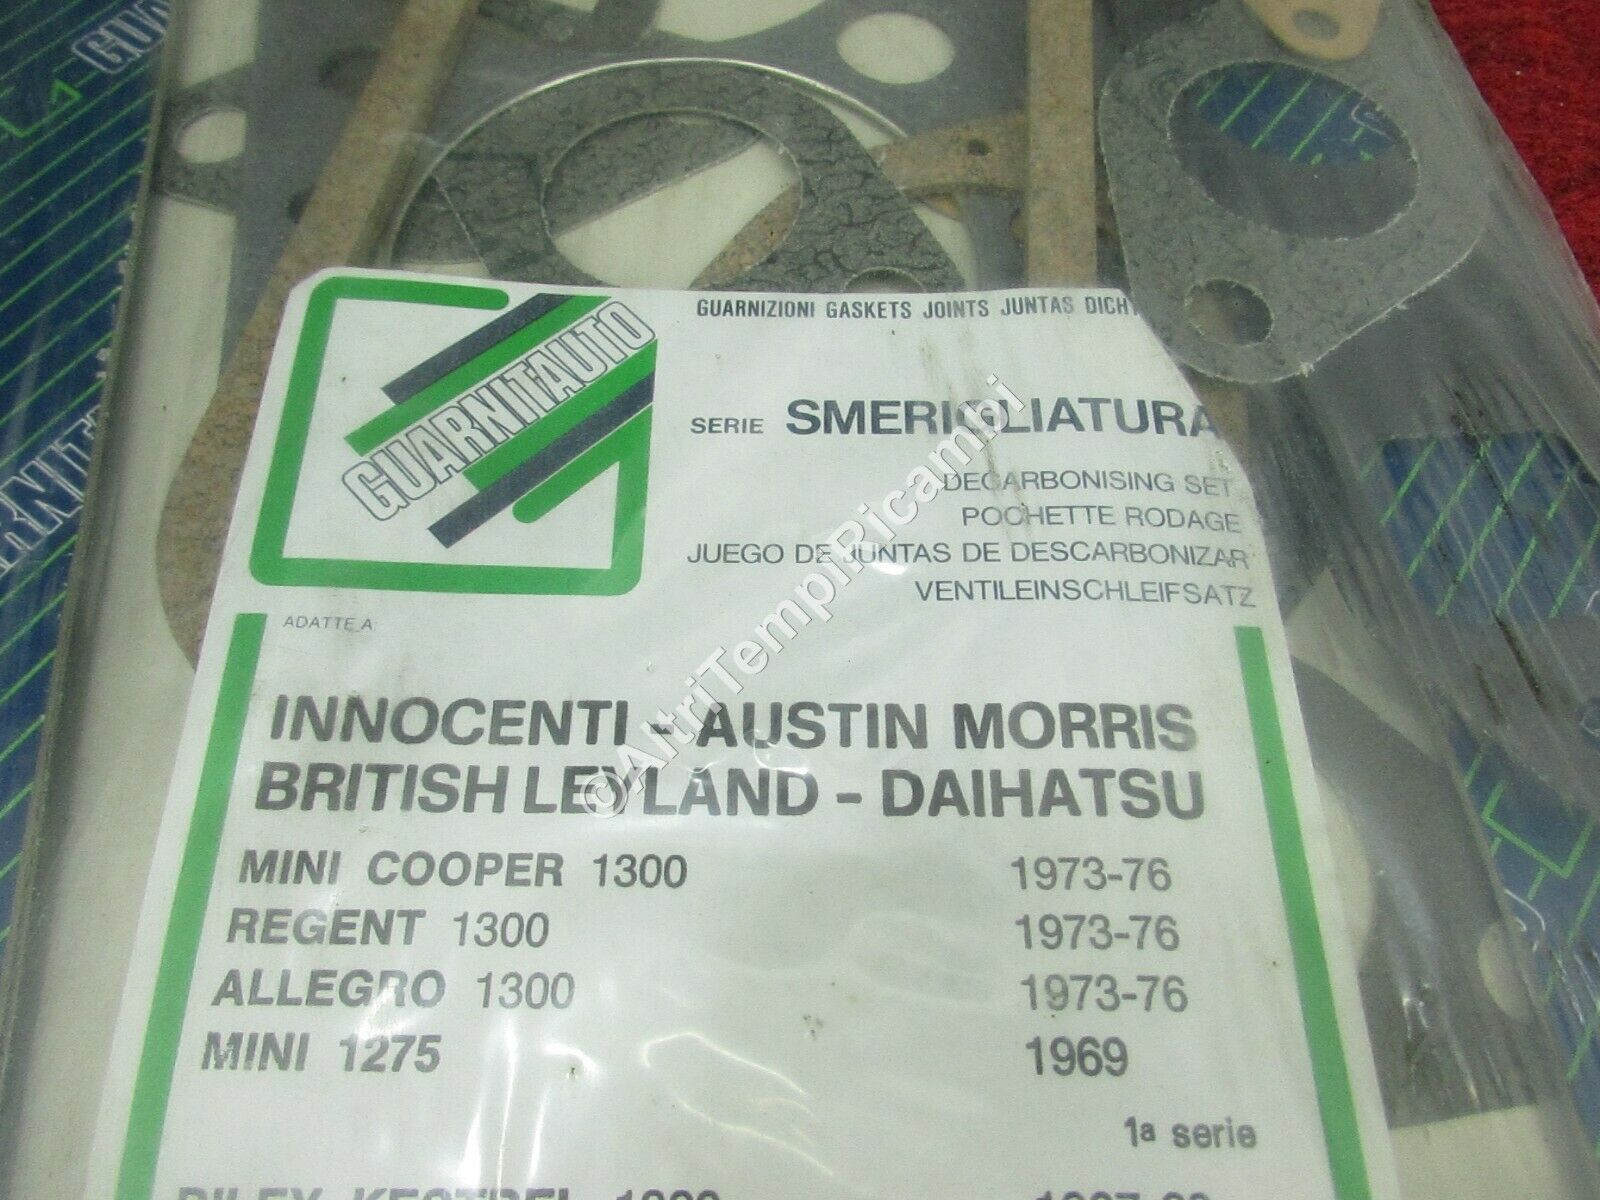 GUARNIZIONI GASKETS JOINTS JUNTAS
GUARNITAUTO
SERIE SMERIGLIATURA
DECARBONISING SET
POCHETTE RODAGE
JUEGO DE JUNTAS DE DESCARBONIZAR
VENTILEINSCHLEIFSATZ
ADATTE A:
INNOCENTI - AUSTIN MORRIS
BRITISH LEYLAND - DAIHATSU
MINI COOPER 1300 1973-76
REGENT 1300 1973-76
ALLEGRO 1300 1973-76
MINI 1275 1969
1a serie
RILEY KESTREL
©AltriTempiRicambi